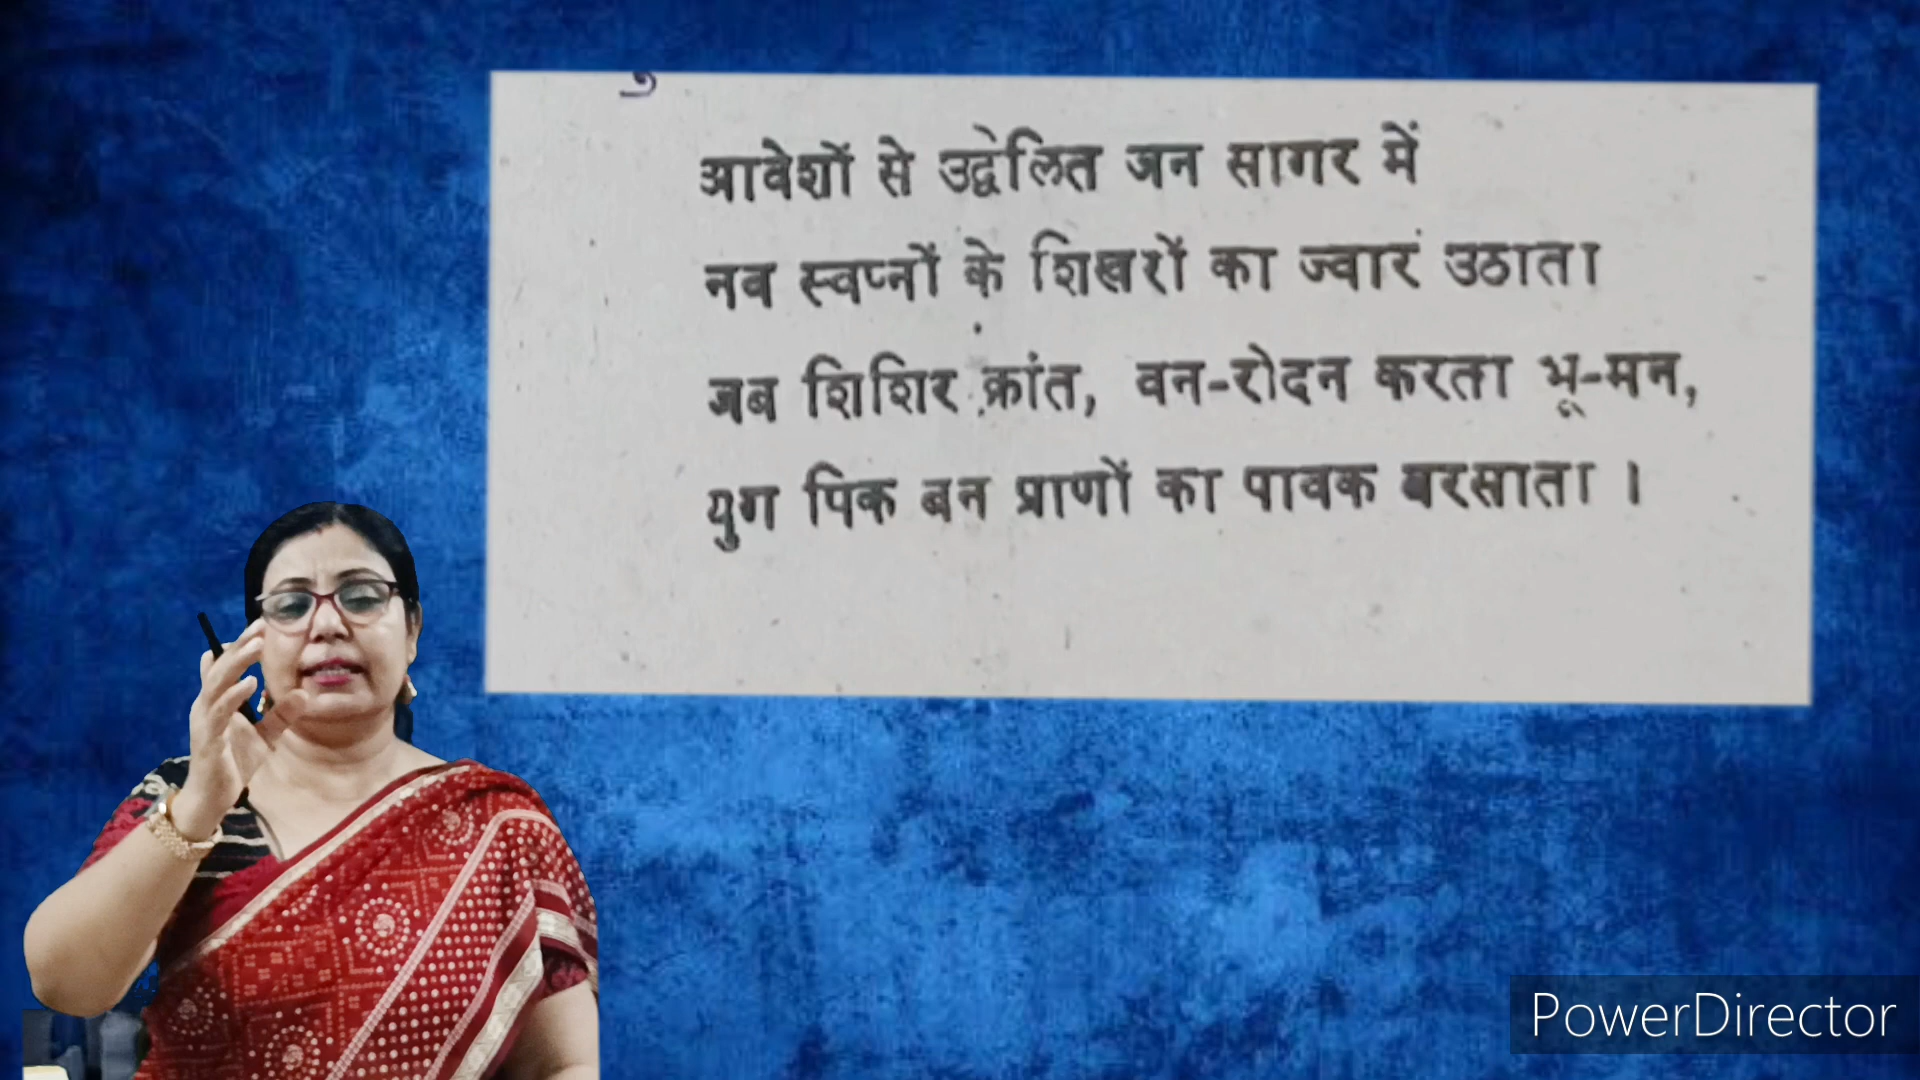 आवेशों से उद्वेलित जन सागर में
नव स्वप्नों के शिखरों का ज्वार उठाता
जब शिशिर क्रांत, वन-रोदन करता भू-मन,
युग पिक बन प्राणों का पावक बरसाता ।
PowerDirector